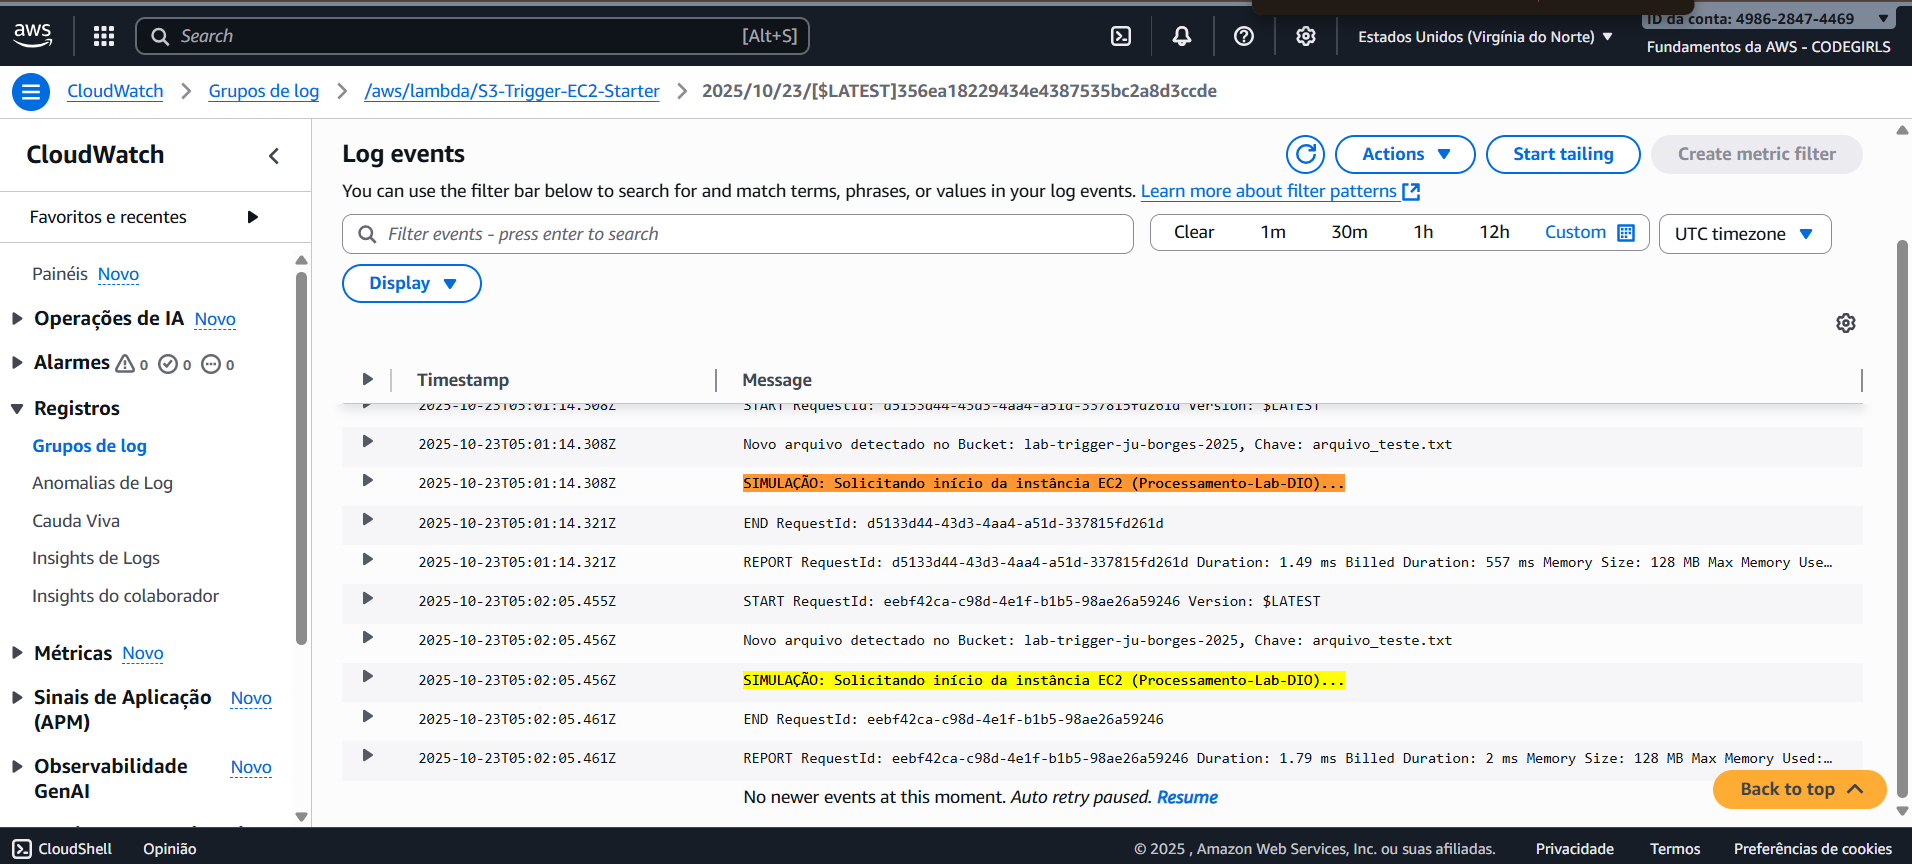 aws
Search [Alt+S]
Estados Unidos (Virgínia do Norte)
ID da conta: 4986-2847-4469
Fundamentos da AWS - CODEGIRLS
CloudWatch
Grupos de log
/aws/lambda/S3-Trigger-EC2-Starter
2025/10/23/[$LATEST]356ea18229434e4387535bc2a8d3ccde
CloudWatch
Favoritos e recentes
Painéis Novo
Operações de IA Novo
Alarmes 0 0 0
Registros
Grupos de log
Anomalias de Log
Cauda Viva
Insights de Logs
Insights do colaborador
Métricas Novo
Sinais de Aplicação (APM) Novo
Observabilidade GenAI Novo
Log events
Actions
Start tailing
Create metric filter
You can use the filter bar below to search for and match terms, phrases, or values in your log events. Learn more about filter patterns
Filter events - press enter to search
Clear 1m 30m 1h 12h Custom
UTC timezone
Display
Timestamp Message
2025-10-23T05:01:14.308Z START RequestId: d5133d44-43d3-4aa4-a51d-337815fd261d Version: $LATEST
2025-10-23T05:01:14.308Z Novo arquivo detectado no Bucket: lab-trigger-ju-borges-2025, Chave: arquivo_teste.txt
2025-10-23T05:01:14.308Z SIMULAÇÃO: Solicitando início da instância EC2 (Processamento-Lab-DIO)...
2025-10-23T05:01:14.321Z END RequestId: d5133d44-43d3-4aa4-a51d-337815fd261d
2025-10-23T05:01:14.321Z REPORT RequestId: d5133d44-43d3-4aa4-a51d-337815fd261d Duration: 1.49 ms Billed Duration: 557 ms Memory Size: 128 MB Max Memory Use…
2025-10-23T05:02:05.455Z START RequestId: eebf42ca-c98d-4e1f-b1b5-98ae26a59246 Version: $LATEST
2025-10-23T05:02:05.456Z Novo arquivo detectado no Bucket: lab-trigger-ju-borges-2025, Chave: arquivo_teste.txt
2025-10-23T05:02:05.456Z SIMULAÇÃO: Solicitando início da instância EC2 (Processamento-Lab-DIO)...
2025-10-23T05:02:05.461Z END RequestId: eebf42ca-c98d-4e1f-b1b5-98ae26a59246
2025-10-23T05:02:05.461Z REPORT RequestId: eebf42ca-c98d-4e1f-b1b5-98ae26a59246 Duration: 1.79 ms Billed Duration: 2 ms Memory Size: 128 MB Max Memory Used:…
No newer events at this moment. Auto retry paused. Resume
Back to top
CloudShell
Opinião
© 2025 , Amazon Web Services, Inc. ou suas afiliadas.
Privacidade
Termos
Preferências de cookies